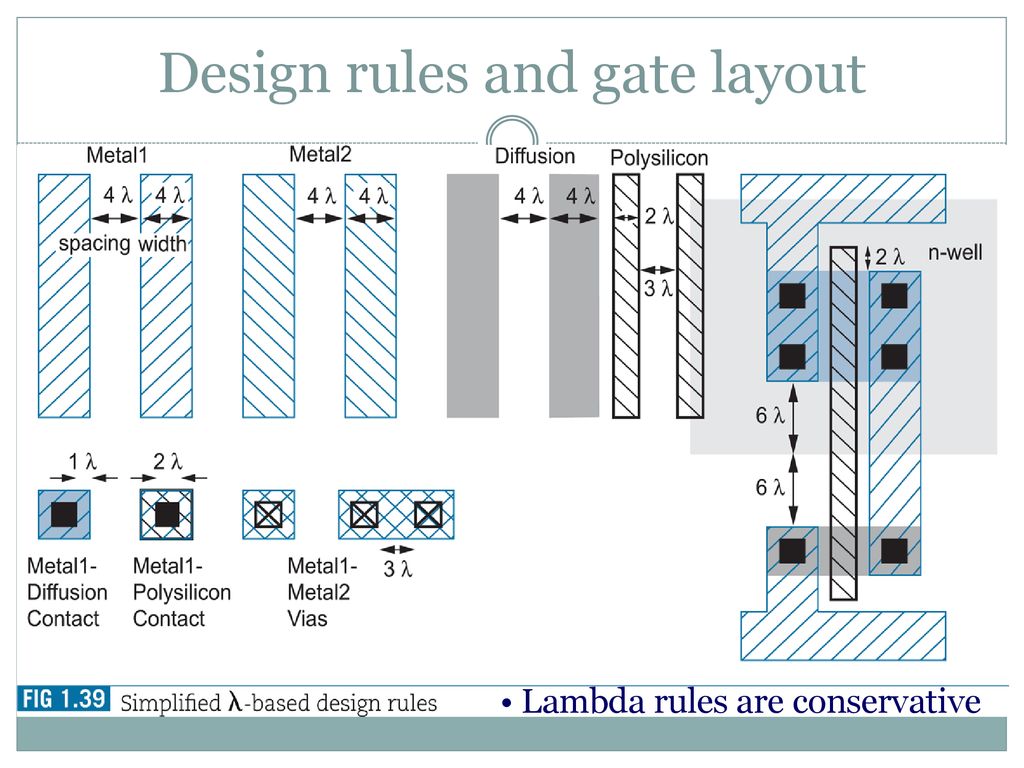 Design rules and gate layout
Metal1
Metal2
Diffusion
Polysilicon
4 λ
4 λ
4 λ
4 λ
4 λ
4 λ
2 λ
spacing
width
3 λ
2 λ
n-well
6 λ
6 λ
1 λ
2 λ
3 λ
Metal1-
Diffusion
Contact
Metal1-
Polysilicon
Contact
Metal1-
Metal2
Vias
FIG 1.39 Simplified λ-based design rules
• Lambda rules are conservative